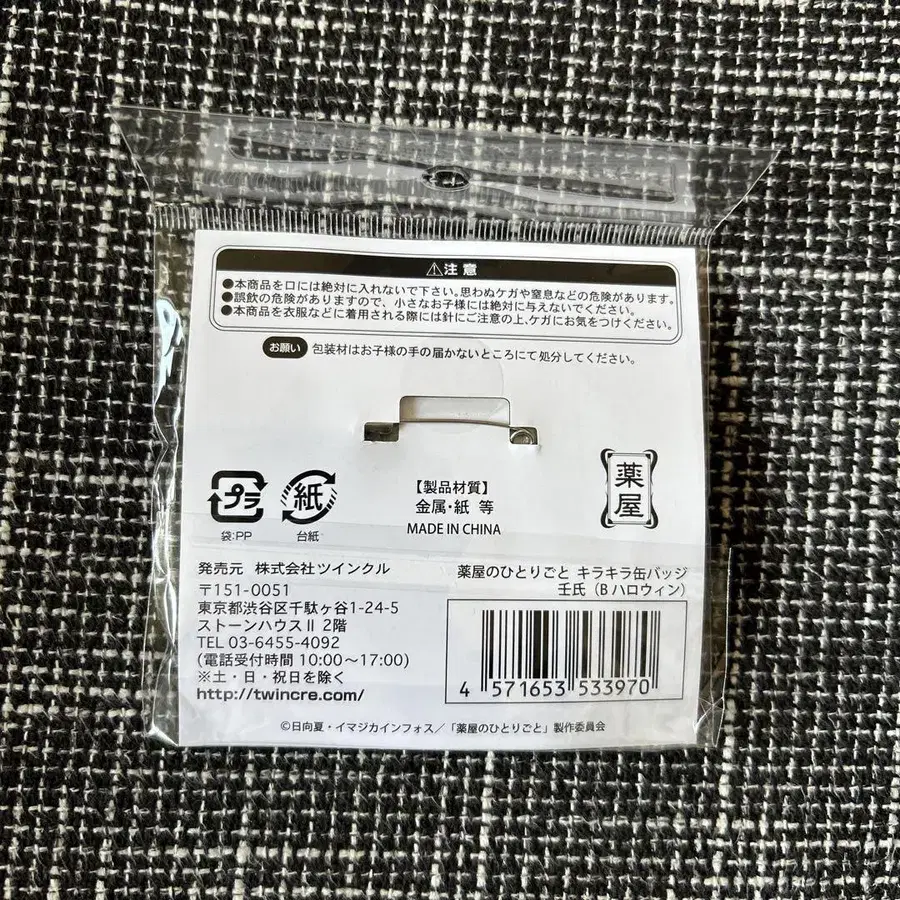 ⚠注意
●本商品を口には絶対に入れないで下さい。思わぬケガや窒息などの危険があります。
●誤飲の危険がありますので、小さなお子様には絶対に与えないでください。
●本商品を衣服などに着用される際には針にご注意の上、ケガにお気をつけください。
お願い 包装材はお子様の手の届かないところにて処分してください。
プラ
袋:PP
紙
台紙
【製品材質】
金属・紙 等
MADE IN CHINA
薬屋
発売元 株式会社ツインクル
〒151-0051
東京都渋谷区千駄ヶ谷1-24-5
ストーンハウスⅡ 2階
TEL 03-6455-4092
(電話受付時間 10:00〜17:00)
※土・日・祝日を除く
http://twincre.com/
薬屋のひとりごと キラキラ缶バッジ
壬氏（B ハロウィン）
4 571653 533970
©日向夏・イマジカインフォス/「薬屋のひとりごと」製作委員会